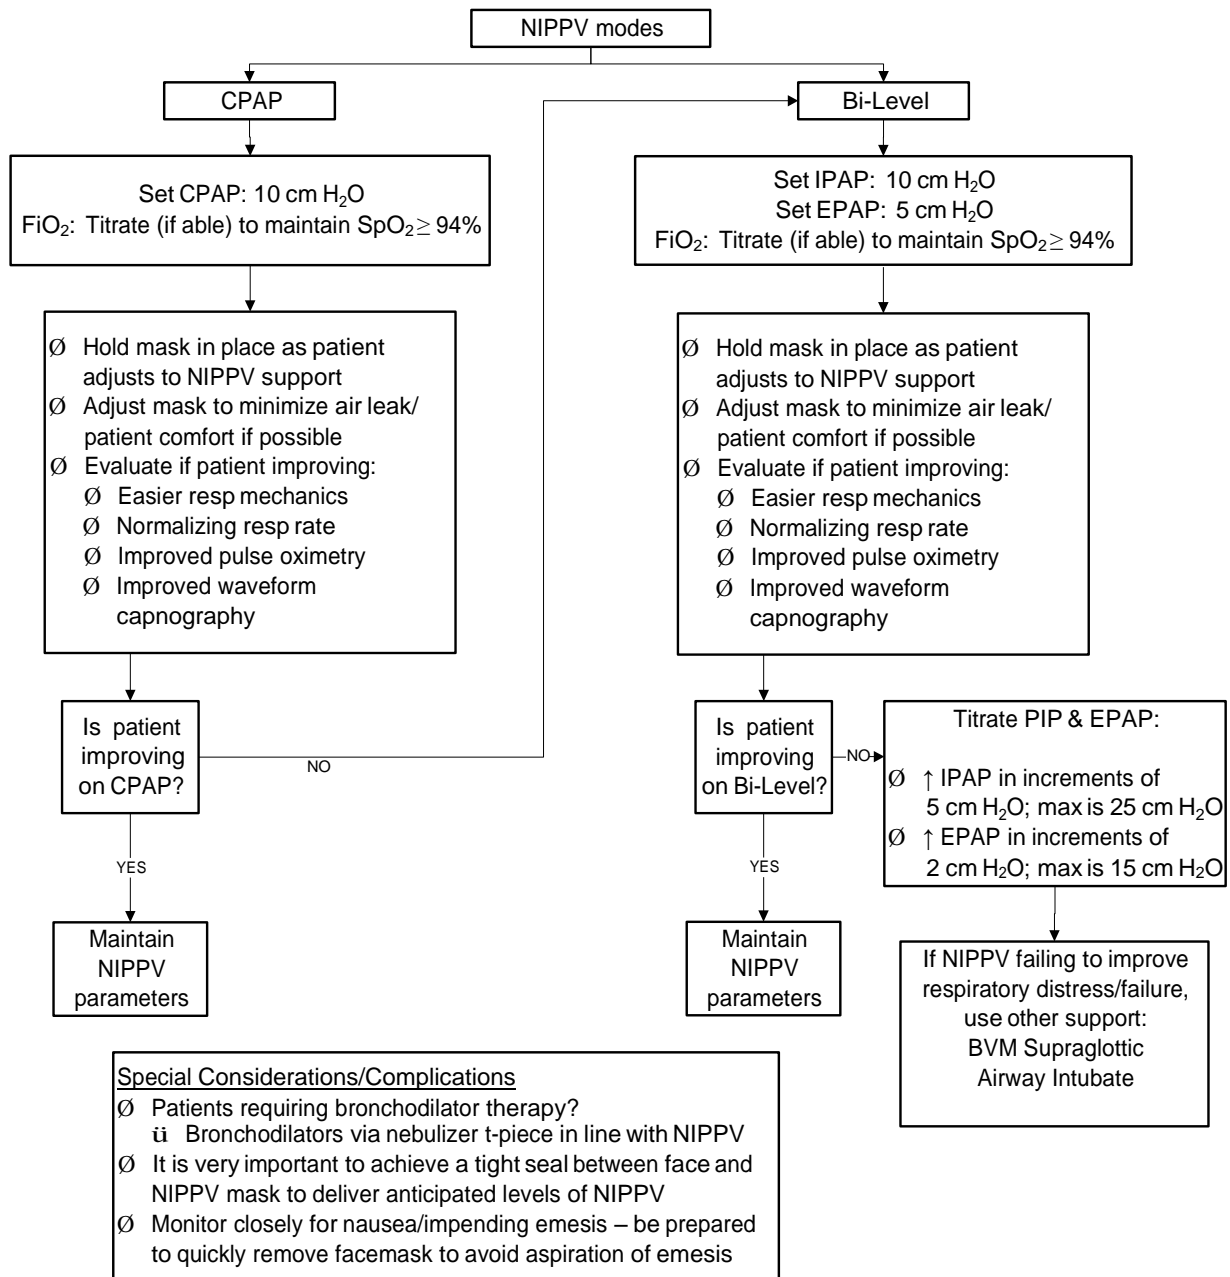 NIPPV modes
CPAP
Bi-Level
Set CPAP: 10 cm H₂O
FiO₂: Titrate (if able) to maintain SpO₂ ≥ 94%
Set IPAP: 10 cm H₂O
Set EPAP: 5 cm H₂O
FiO₂: Titrate (if able) to maintain SpO₂ ≥ 94%
Ø Hold mask in place as patient
adjusts to NIPPV support
Ø Adjust mask to minimize air leak/
patient comfort if possible
Ø Evaluate if patient improving:
Ø Easier resp mechanics
Ø Normalizing resp rate
Ø Improved pulse oximetry
Ø Improved waveform
capnography
Ø Hold mask in place as patient
adjusts to NIPPV support
Ø Adjust mask to minimize air leak/
patient comfort if possible
Ø Evaluate if patient improving:
Ø Easier resp mechanics
Ø Normalizing resp rate
Ø Improved pulse oximetry
Ø Improved waveform
capnography
Is patient
improving
on CPAP?
NO
YES
Maintain
NIPPV
parameters
Is patient
improving
on Bi-Level?
NO
YES
Maintain
NIPPV
parameters
Titrate PIP & EPAP:
Ø ↑ IPAP in increments of
5 cm H₂O; max is 25 cm H₂O
Ø ↑ EPAP in increments of
2 cm H₂O; max is 15 cm H₂O
If NIPPV failing to improve
respiratory distress/failure,
use other support:
BVM Supraglottic
Airway Intubate
Special Considerations/Complications
Ø Patients requiring bronchodilator therapy?
ü Bronchodilators via nebulizer t-piece in line with NIPPV
Ø It is very important to achieve a tight seal between face and
NIPPV mask to deliver anticipated levels of NIPPV
Ø Monitor closely for nausea/impending emesis – be prepared
to quickly remove facemask to avoid aspiration of emesis